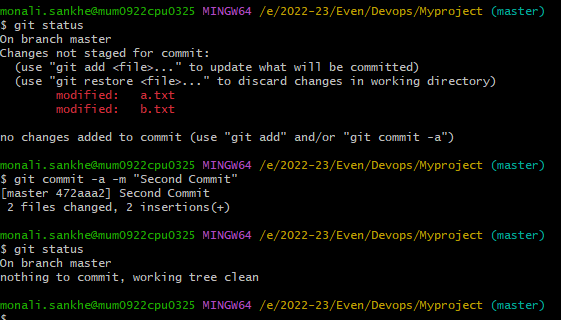 monali.sankhe@mum0922cpu0325 MINGW64 /e/2022-23/Even/Devops/Myproject (master)
$ git status
On branch master
Changes not staged for commit:
  (use "git add <file>..." to update what will be committed)
  (use "git restore <file>..." to discard changes in working directory)
        modified:   a.txt
        modified:   b.txt

no changes added to commit (use "git add" and/or "git commit -a")

monali.sankhe@mum0922cpu0325 MINGW64 /e/2022-23/Even/Devops/Myproject (master)
$ git commit -a -m "Second Commit"
[master 472aaa2] Second Commit
 2 files changed, 2 insertions(+)

monali.sankhe@mum0922cpu0325 MINGW64 /e/2022-23/Even/Devops/Myproject (master)
$ git status
On branch master
nothing to commit, working tree clean

monali.sankhe@mum0922cpu0325 MINGW64 /e/2022-23/Even/Devops/Myproject (master)
$